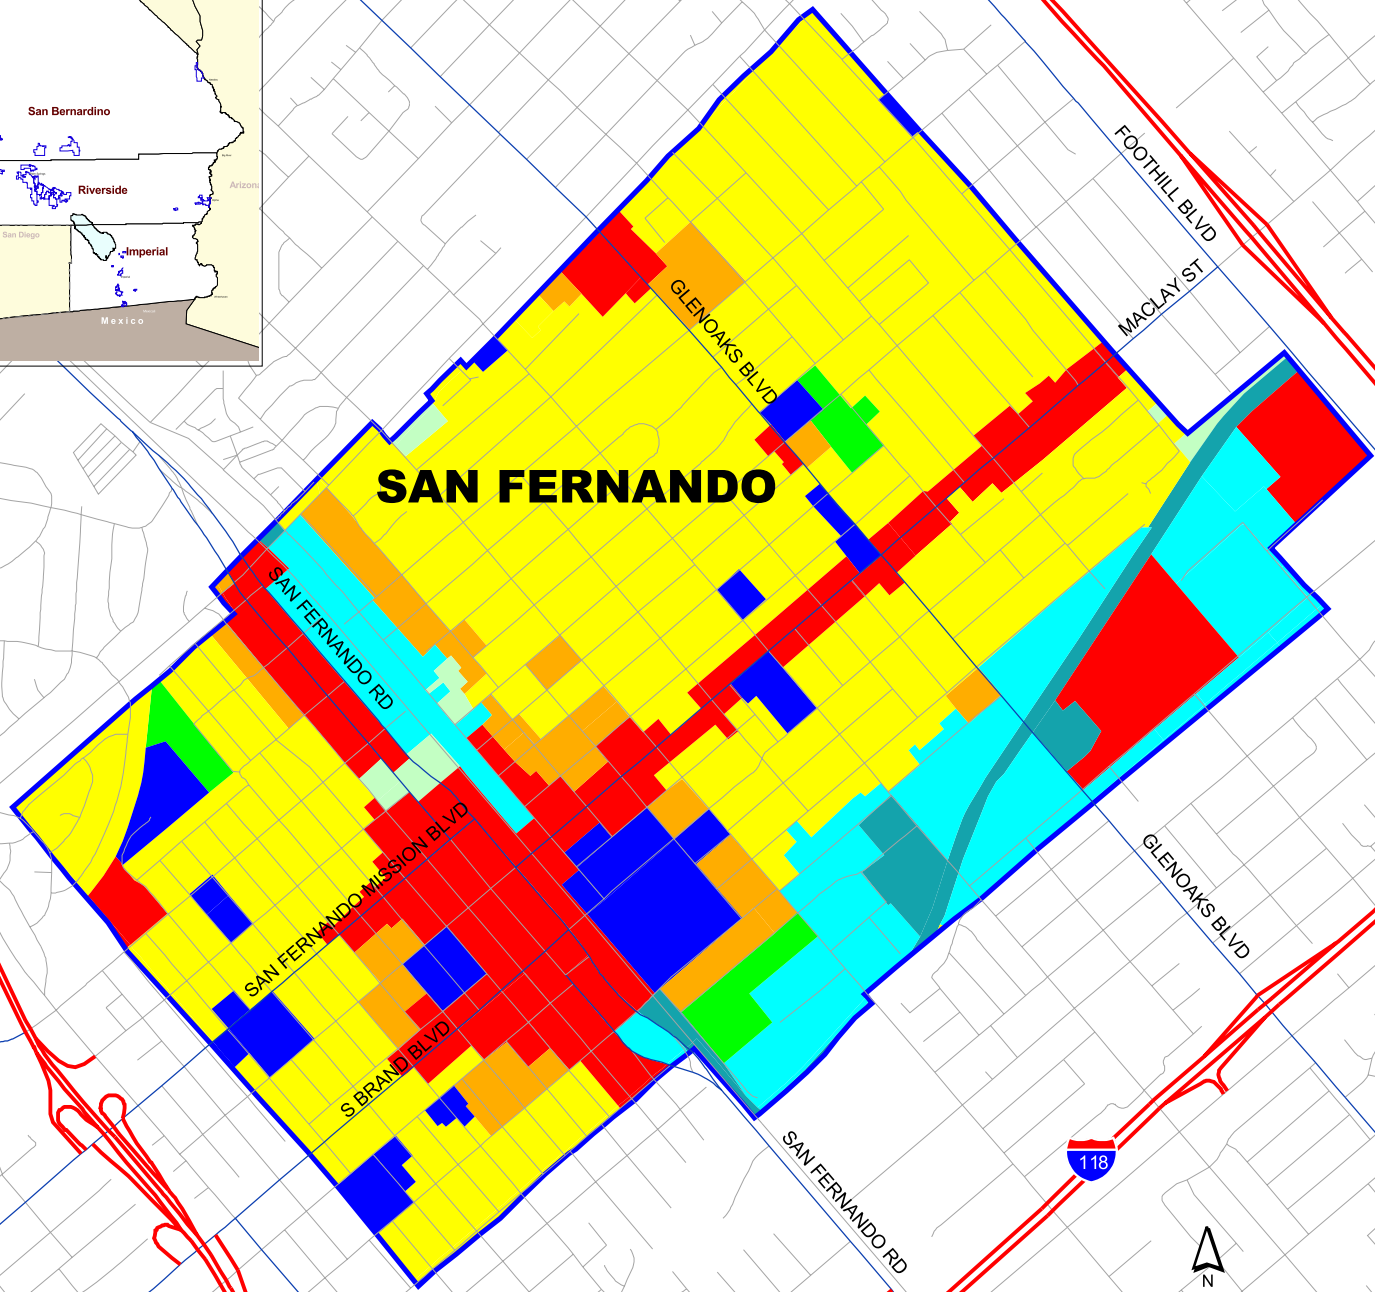 San Bernardino
Riverside
Arizona
San Diego
Imperial
Mexico
FOOTHILL BLVD
MACLAY ST
GLENOAKS BLVD
SAN FERNANDO
SAN FERNANDO RD
SAN FERNANDO MISSION BLVD
S BRAND BLVD
GLENOAKS BLVD
118
SAN FERNANDO RD
N